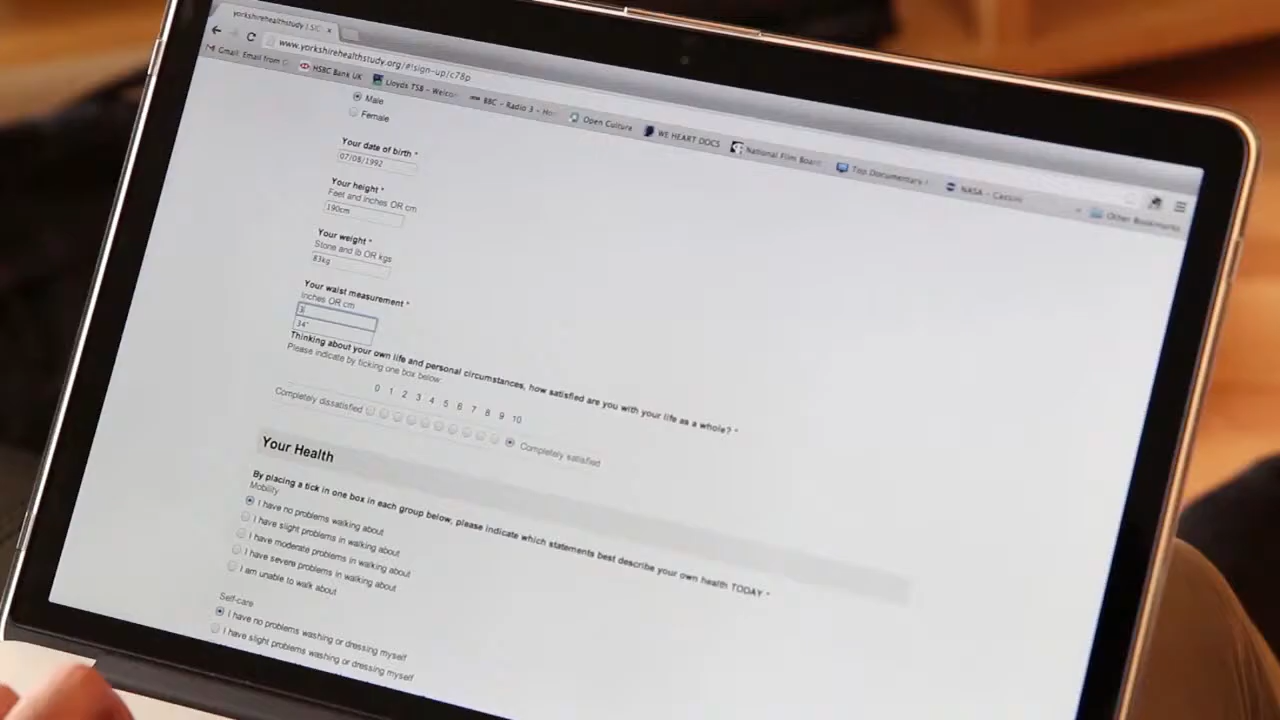 yorkshirehealthstudy | SIG
www.yorkshirehealthstudy.org/#!sign-up/c78p
Gmail: Email from G
HSBC Bank UK
Lloyds TSB - Welco
BBC - Radio 3 - Ho
Open Culture
WE HEART DOCS
National Film Board
Top Documentary
NASA - Cassini
Other Bookmarks
Male
Female
Your date of birth *
07/08/1992
Your height *
Feet and inches OR cm
190cm
Your weight *
Stone and lb OR kgs
83kg
Your waist measurement *
Inches OR cm
3
34"
Thinking about your own life and personal circumstances, how satisfied are you with your life as a whole? *
Please indicate by ticking one box below:
0 1 2 3 4 5 6 7 8 9 10
Completely dissatisfied
Completely satisfied
Your Health
By placing a tick in one box in each group below, please indicate which statements best describe your own health TODAY *
Mobility
I have no problems walking about
I have slight problems in walking about
I have moderate problems in walking about
I have severe problems in walking about
I am unable to walk about
Self-care
I have no problems washing or dressing myself
I have slight problems washing or dressing myself